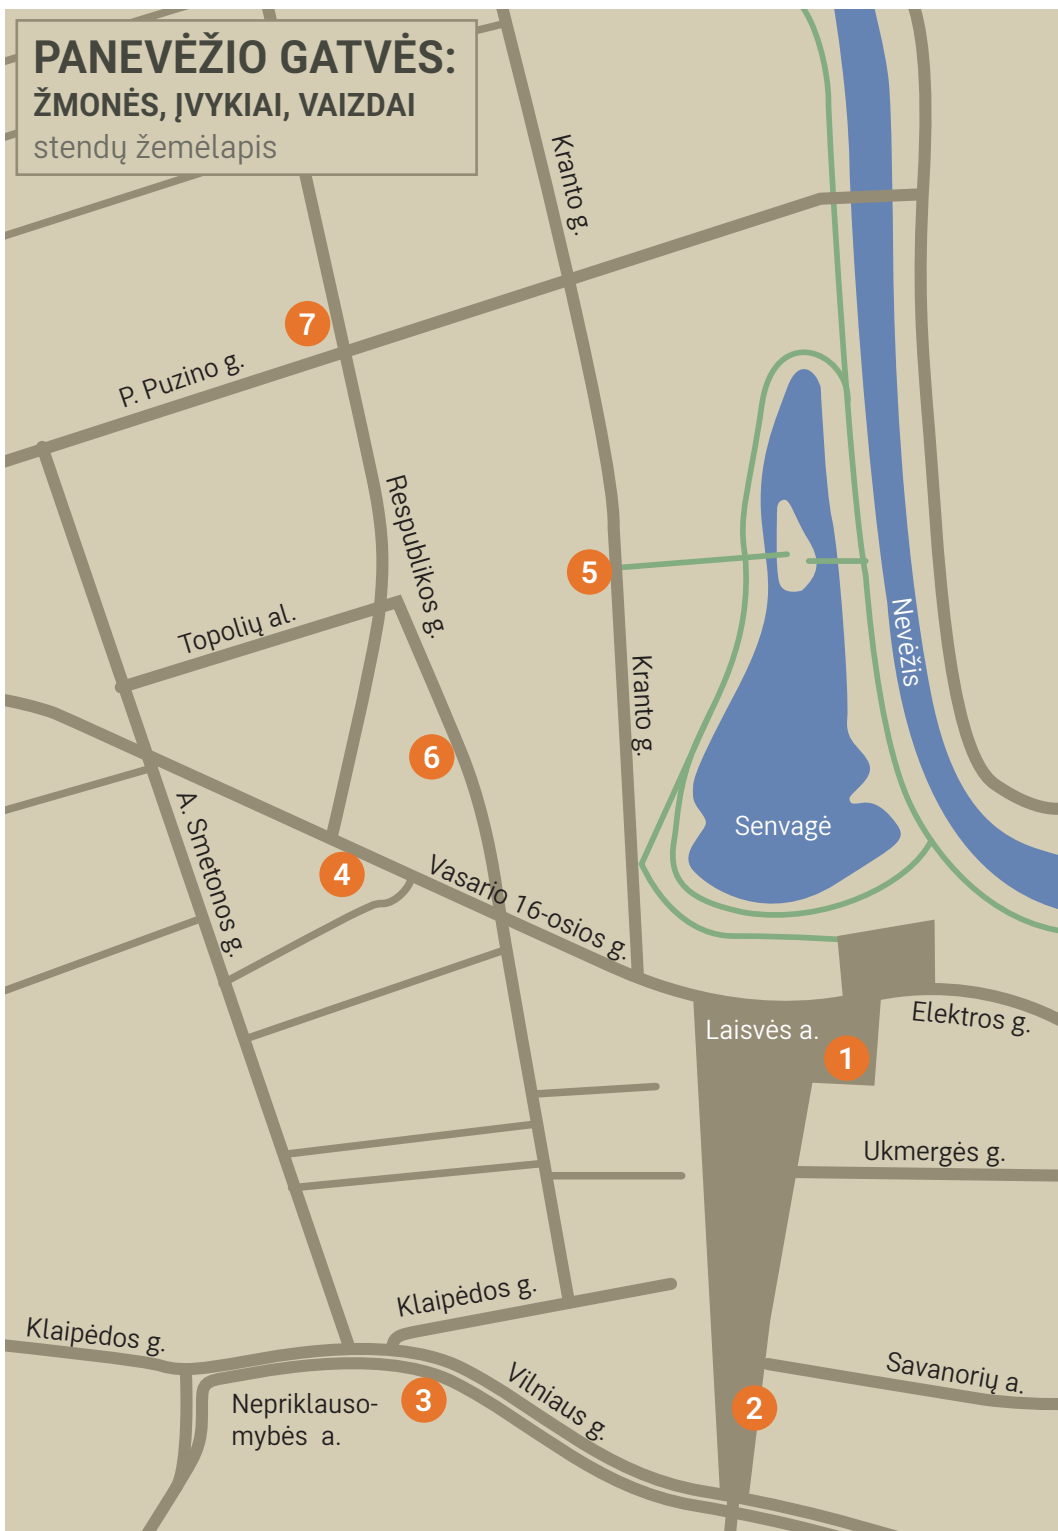 PANEVĖŽIO GATVĖS:
ŽMONĖS, ĮVYKIAI, VAIZDAI
stendų žemėlapis
Kranto g.
7
P. Puzino g.
Respublikos g.
5
Topolių al.
Nevėžis
Kranto g.
6
A. Smetonos g.
Senvagė
4
Vasario 16-osios g.
Elektros g.
Laisvės a.
1
Ukmergės g.
Klaipėdos g.
Klaipėdos g.
Savanorių a.
Vilniaus g.
3
2
Nepriklauso-
mybės a.